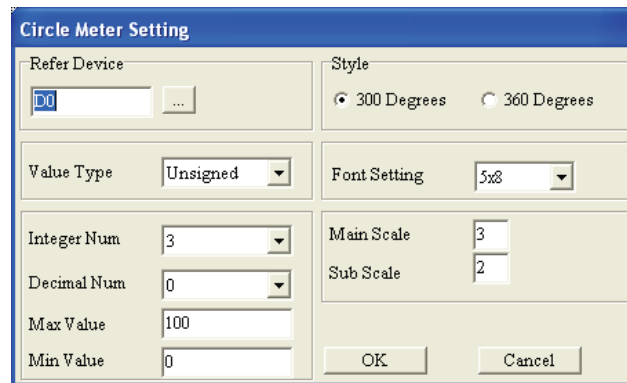 Circle Meter Setting
Refer Device
D0
...
Style
300 Degrees
360 Degrees
Value Type
Unsigned
Font Setting
5x8
Integer Num
3
Decimal Num
0
Max Value
100
Min Value
0
Main Scale
3
Sub Scale
2
OK
Cancel